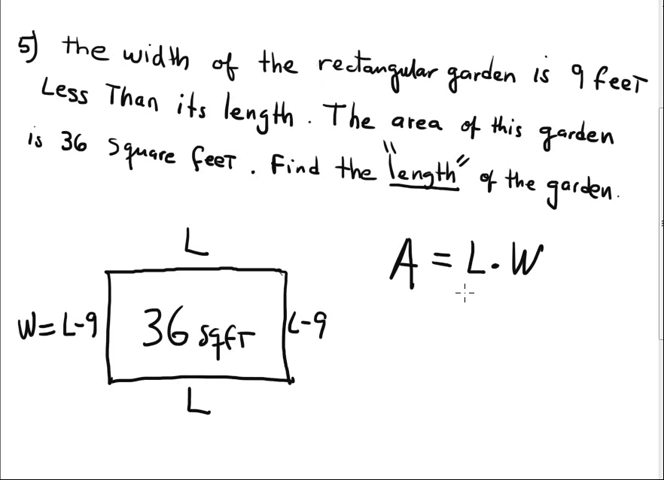 5) the width of the rectangular garden is 9 feet
Less Than its length. The area of this garden
is 36 square feet. Find the "length" of the garden.
L
A = L. W
W=L-9
36 sqft
L-9
L